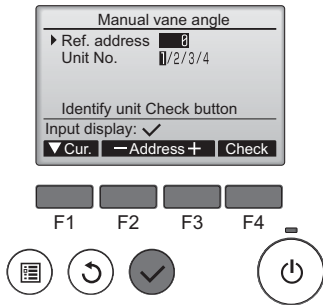 Manual vane angle
Ref. address 0
Unit No. 1/2/3/4
Identify unit Check button
Input display: ✓
▼Cur. −Address+ Check
F1 F2 F3 F4